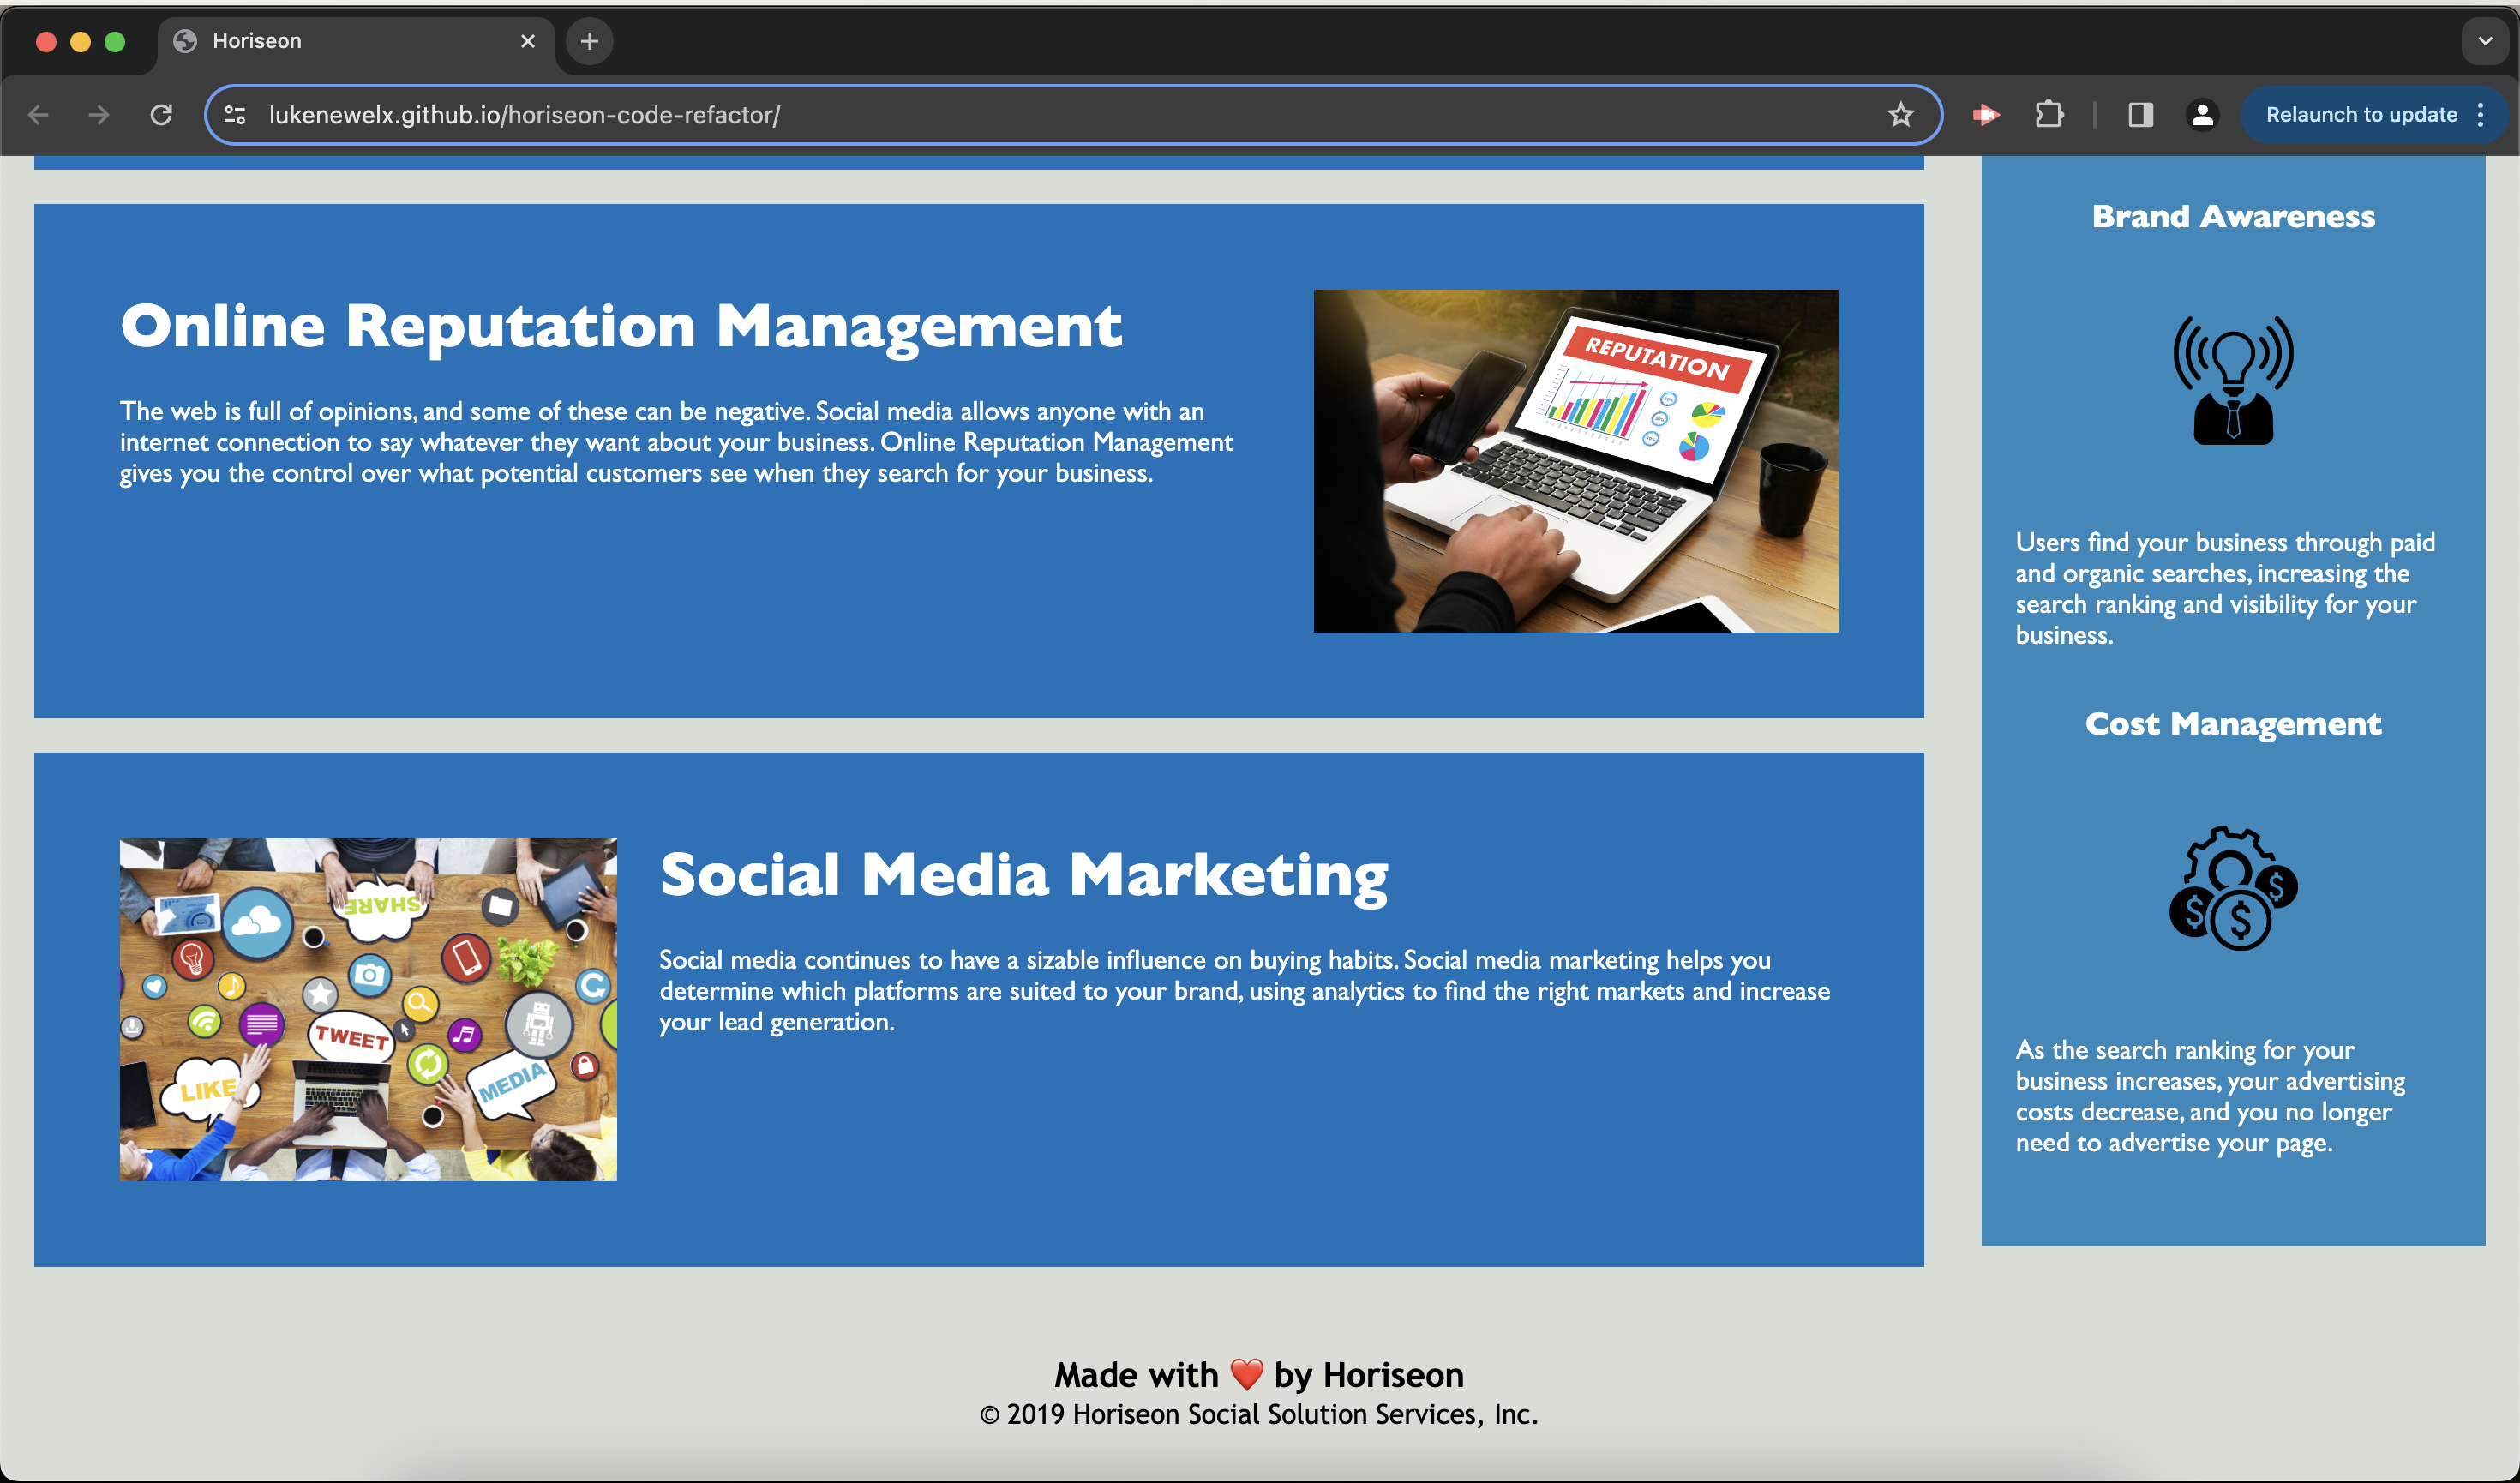 Horiseon
lukenewelx.github.io/horiseon-code-refactor/
Relaunch to update
Online Reputation Management
The web is full of opinions, and some of these can be negative. Social media allows anyone with an
internet connection to say whatever they want about your business. Online Reputation Management
gives you the control over what potential customers see when they search for your business.
REPUTATION
Social Media Marketing
Social media continues to have a sizable influence on buying habits. Social media marketing helps you
determine which platforms are suited to your brand, using analytics to find the right markets and increase
your lead generation.
SHARE
TWEET
LIKE
MEDIA
Brand Awareness
Users find your business through paid
and organic searches, increasing the
search ranking and visibility for your
business.
Cost Management
$ $ $
As the search ranking for your
business increases, your advertising
costs decrease, and you no longer
need to advertise your page.
Made with ❤️ by Horiseon
© 2019 Horiseon Social Solution Services, Inc.